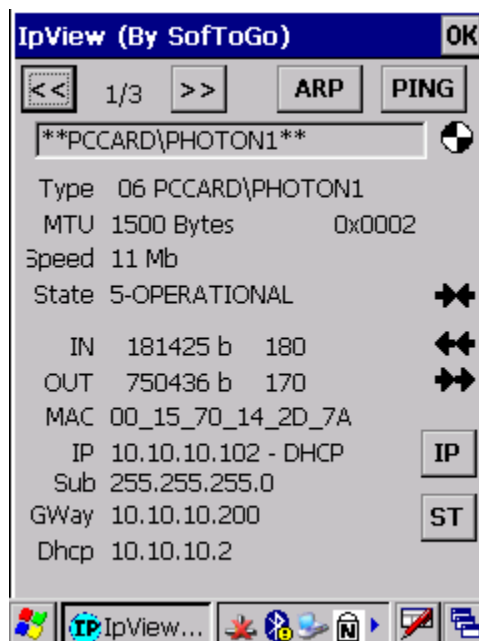 IpView (By SofToGo) OK
<< 1/3 >> ARP PING
**PCCARD\PHOTON1**
Type 06 PCCARD\PHOTON1
MTU 1500 Bytes 0x0002
Speed 11 Mb
State 5-OPERATIONAL
IN 181425 b 180
OUT 750436 b 170
MAC 00_15_70_14_2D_7A
IP 10.10.10.102 - DHCP IP
Sub 255.255.255.0
GWay 10.10.10.200 ST
Dhcp 10.10.10.2
IP IpView... N